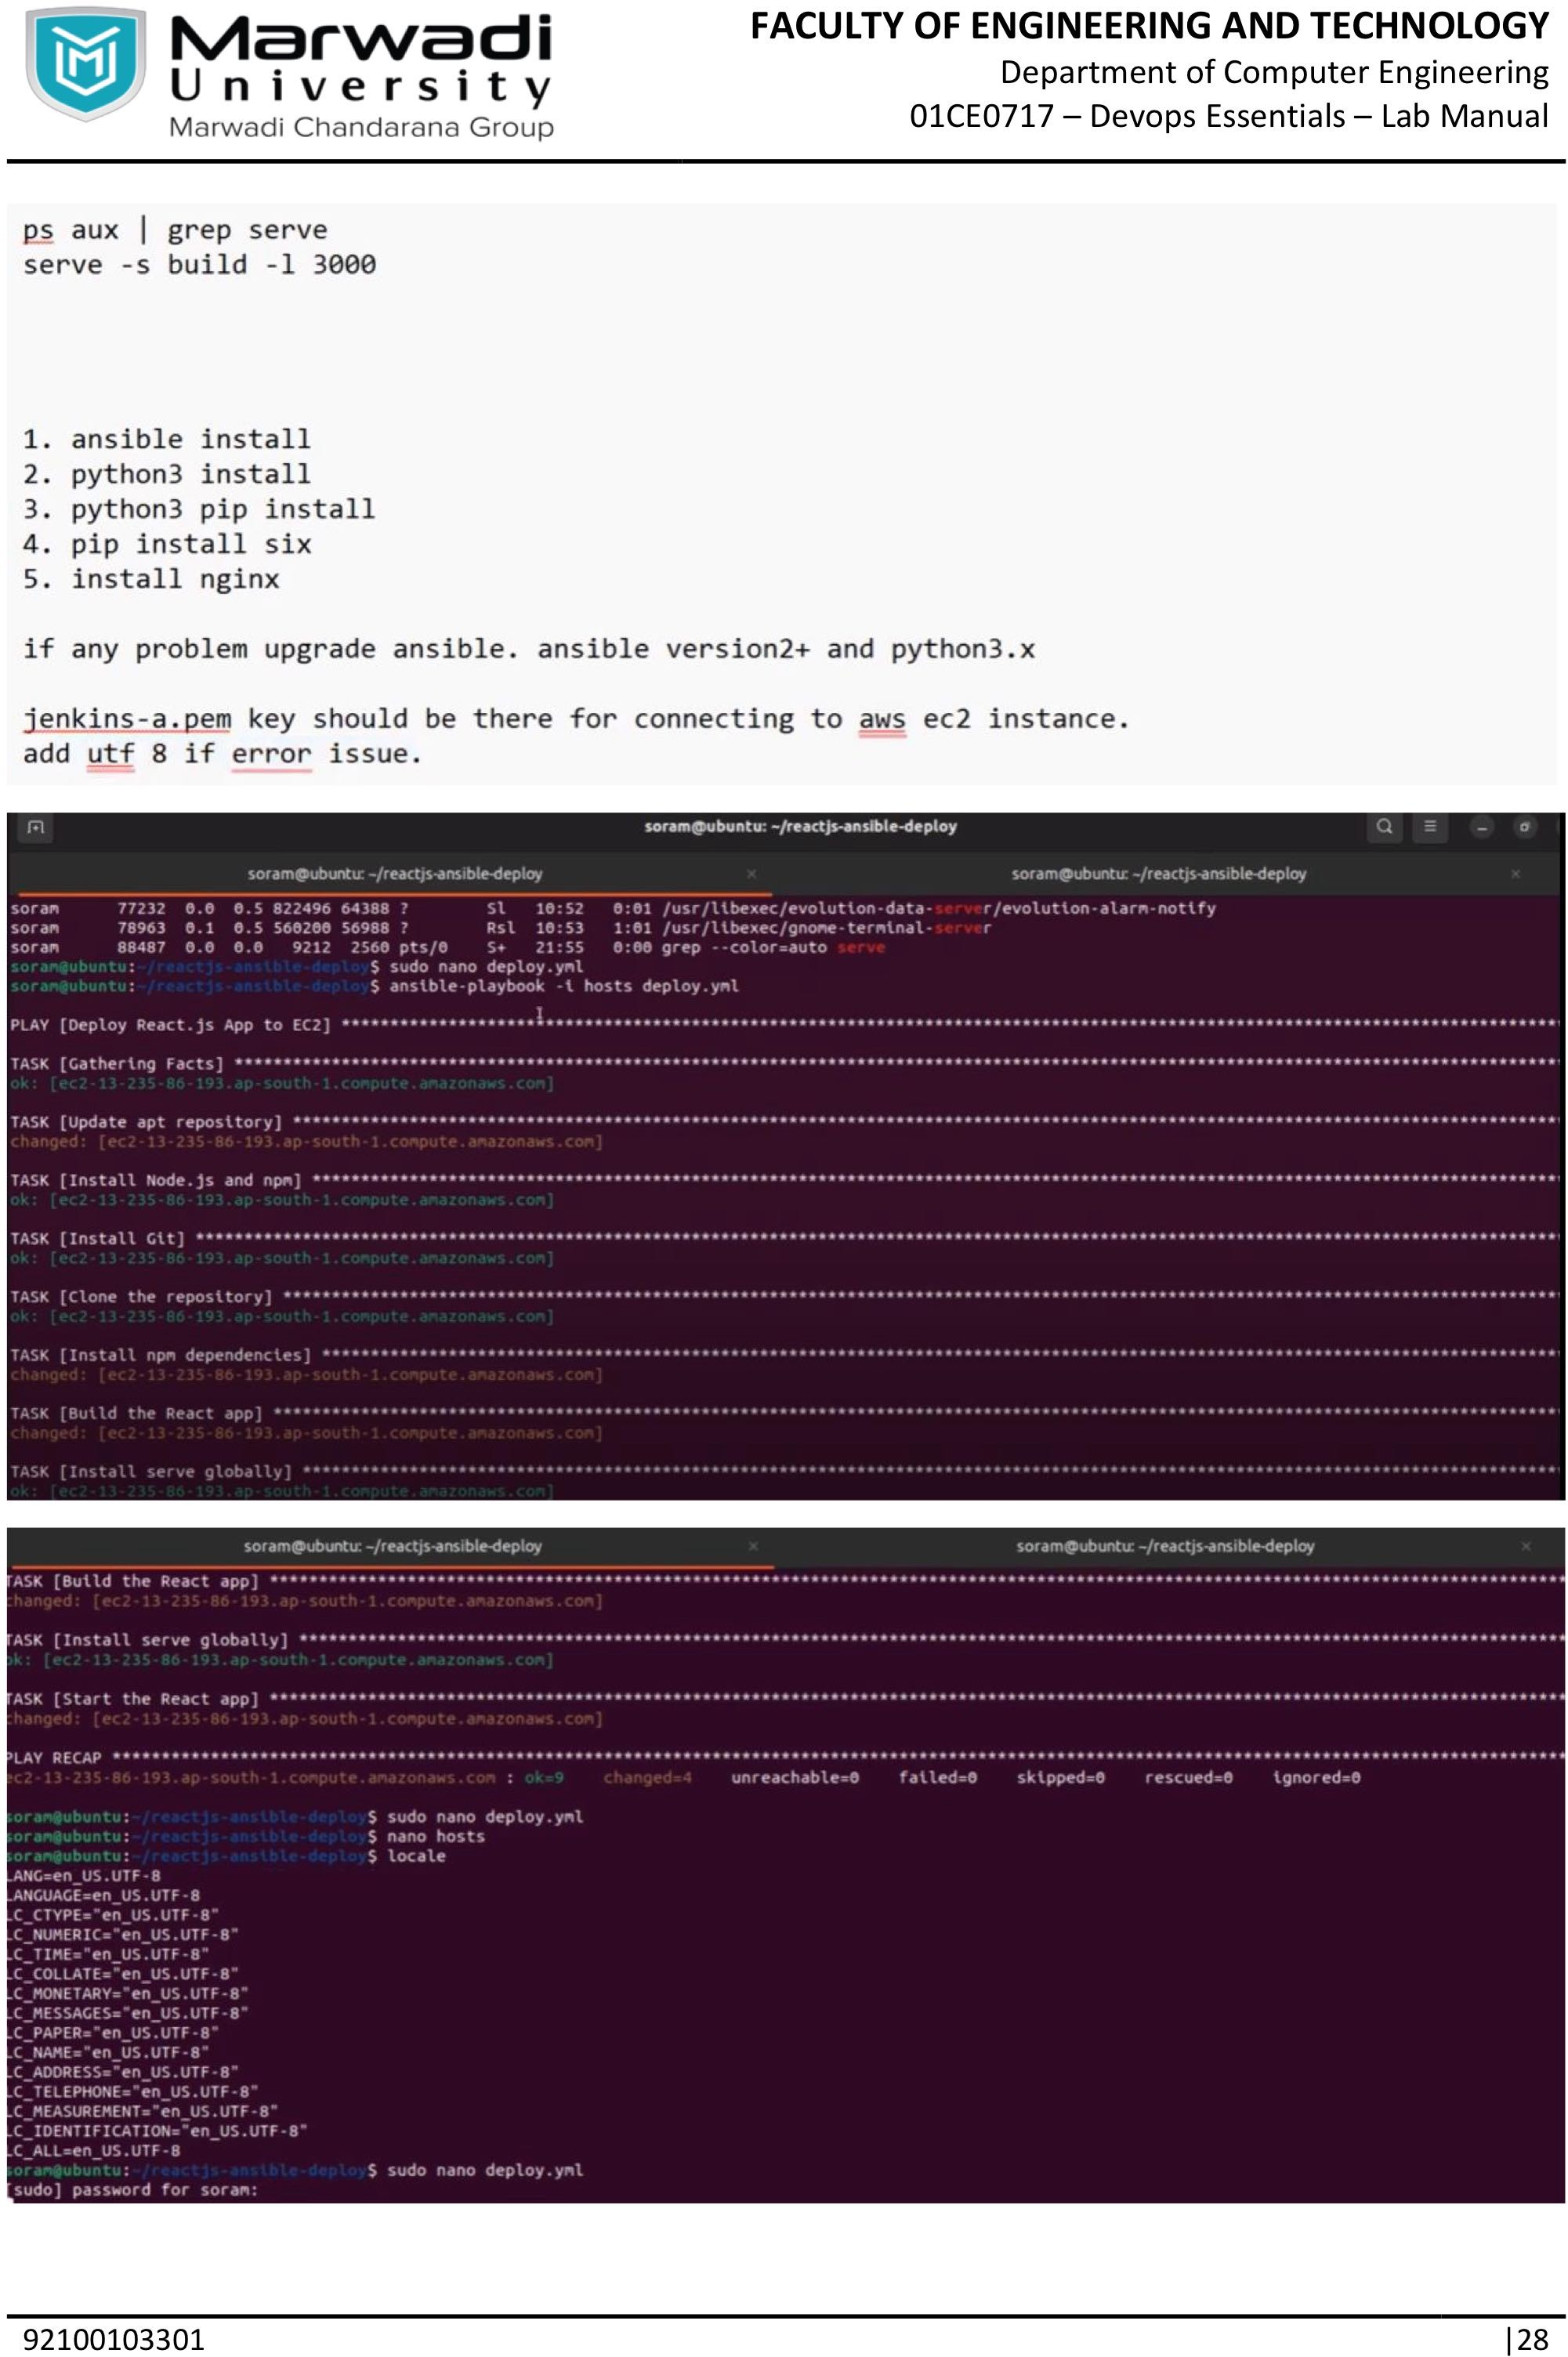 Marwadi
University
Marwadi Chandarana Group
FACULTY OF ENGINEERING AND TECHNOLOGY
Department of Computer Engineering
01CE0717 – Devops Essentials – Lab Manual
ps aux | grep serve
serve -s build -l 3000
1. ansible install
2. python3 install
3. python3 pip install
4. pip install six
5. install nginx
if any problem upgrade ansible. ansible version2+ and python3.x
jenkins-a.pem key should be there for connecting to aws ec2 instance.
add utf 8 if error issue.
soram@ubuntu: ~/reactjs-ansible-deploy
soram@ubuntu: ~/reactjs-ansible-deploy × soram@ubuntu: ~/reactjs-ansible-deploy ×
soram 77232 0.0 0.5 822496 64388 ? Sl 10:52 0:01 /usr/libexec/evolution-data-server/evolution-alarm-notify
soram 78963 0.1 0.5 560200 56988 ? Rsl 10:53 1:01 /usr/libexec/gnome-terminal-server
soram 88487 0.0 0.0 9212 2560 pts/0 S+ 21:55 0:00 grep --color=auto serve
soram@ubuntu:~/reactjs-ansible-deploy$ sudo nano deploy.yml
soram@ubuntu:~/reactjs-ansible-deploy$ ansible-playbook -i hosts deploy.yml
PLAY [Deploy React.js App to EC2] ****
TASK [Gathering Facts] ****
ok: [ec2-13-235-86-193.ap-south-1.compute.amazonaws.com]
TASK [Update apt repository] ****
changed: [ec2-13-235-86-193.ap-south-1.compute.amazonaws.com]
TASK [Install Node.js and npm] ****
ok: [ec2-13-235-86-193.ap-south-1.compute.amazonaws.com]
TASK [Install Git] ****
ok: [ec2-13-235-86-193.ap-south-1.compute.amazonaws.com]
TASK [Clone the repository] ****
ok: [ec2-13-235-86-193.ap-south-1.compute.amazonaws.com]
TASK [Install npm dependencies] ****
changed: [ec2-13-235-86-193.ap-south-1.compute.amazonaws.com]
TASK [Build the React app] ****
changed: [ec2-13-235-86-193.ap-south-1.compute.amazonaws.com]
TASK [Install serve globally] ****
ok: [ec2-13-235-86-193.ap-south-1.compute.amazonaws.com]
soram@ubuntu: ~/reactjs-ansible-deploy × soram@ubuntu: ~/reactjs-ansible-deploy ×
TASK [Build the React app] ****
changed: [ec2-13-235-86-193.ap-south-1.compute.amazonaws.com]
TASK [Install serve globally] ****
ok: [ec2-13-235-86-193.ap-south-1.compute.amazonaws.com]
TASK [Start the React app] ****
changed: [ec2-13-235-86-193.ap-south-1.compute.amazonaws.com]
PLAY RECAP ****
ec2-13-235-86-193.ap-south-1.compute.amazonaws.com : ok=9 changed=4 unreachable=0 failed=0 skipped=0 rescued=0 ignored=0
soram@ubuntu:~/reactjs-ansible-deploy$ sudo nano deploy.yml
soram@ubuntu:~/reactjs-ansible-deploy$ nano hosts
soram@ubuntu:~/reactjs-ansible-deploy$ locale
LANG=en_US.UTF-8
LANGUAGE=en_US.UTF-8
LC_CTYPE="en_US.UTF-8"
LC_NUMERIC="en_US.UTF-8"
LC_TIME="en_US.UTF-8"
LC_COLLATE="en_US.UTF-8"
LC_MONETARY="en_US.UTF-8"
LC_MESSAGES="en_US.UTF-8"
LC_PAPER="en_US.UTF-8"
LC_NAME="en_US.UTF-8"
LC_ADDRESS="en_US.UTF-8"
LC_TELEPHONE="en_US.UTF-8"
LC_MEASUREMENT="en_US.UTF-8"
LC_IDENTIFICATION="en_US.UTF-8"
LC_ALL=en_US.UTF-8
soram@ubuntu:~/reactjs-ansible-deploy$ sudo nano deploy.yml
[sudo] password for soram:
92100103301 |28